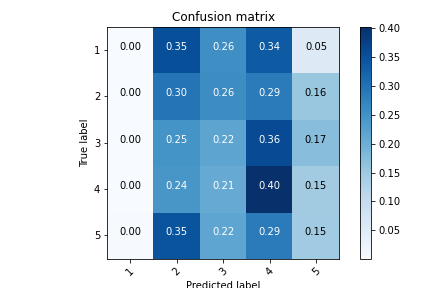 Confusion matrix
0.40
1 0.00 0.35 0.26 0.34 0.05
0.35
2 0.00 0.30 0.26 0.29 0.16
0.30
0.25
True label
3 0.00 0.25 0.22 0.36 0.17
0.20
4 0.00 0.24 0.21 0.40 0.15
0.15
0.10
5 0.00 0.35 0.22 0.29 0.15
0.05
1 2 3 4 5
Predicted label